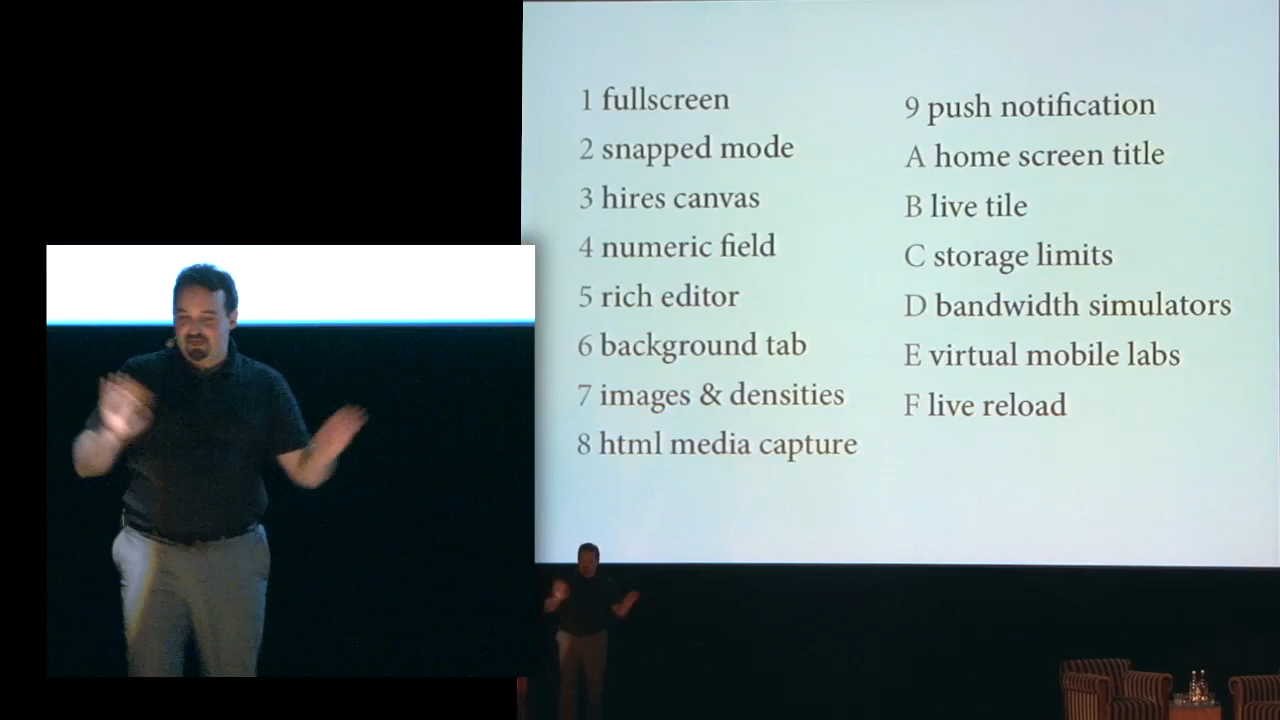 1 fullscreen
2 snapped mode
3 hires canvas
4 numeric field
5 rich editor
6 background tab
7 images & densities
8 html media capture
9 push notification
A home screen title
B live tile
C storage limits
D bandwidth simulators
E virtual mobile labs
F live reload